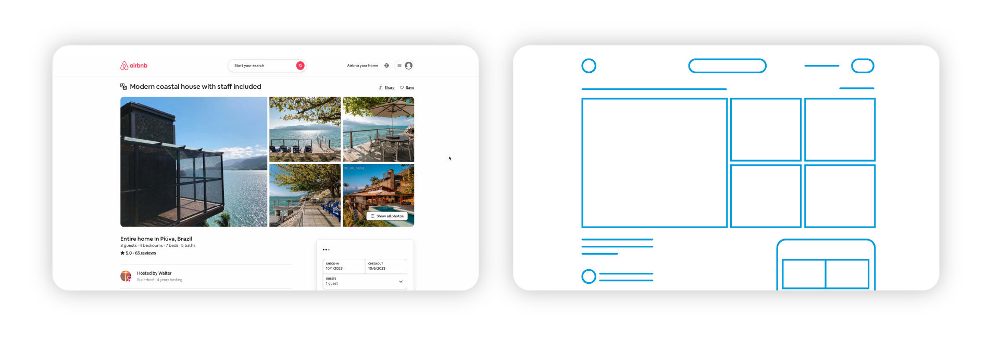 airbnb
Start your search
Airbnb your home
Modern coastal house with staff included
Share
Save
STELLARI_DRONE_
Show all photos
Entire home in Piúva, Brazil
8 guests · 4 bedrooms · 7 beds · 5 baths
5.0 · 65 reviews
Hosted by Walter
Superhost · 4 years hosting
CHECK-IN
10/1/2023
CHECKOUT
10/6/2023
GUESTS
1 guest